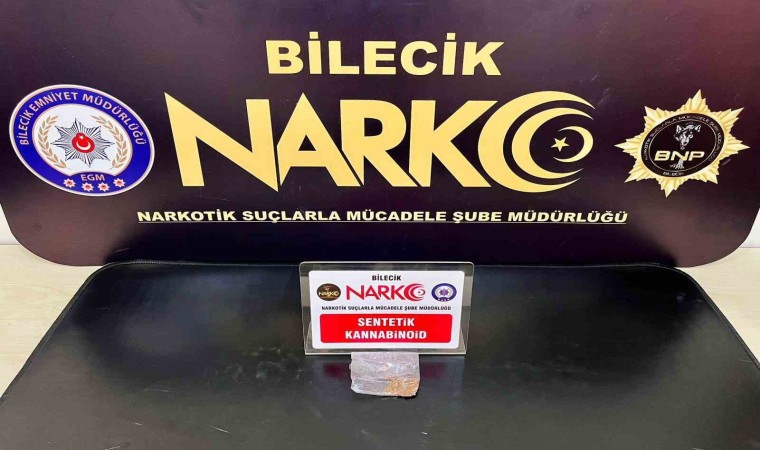 BİLECİK
NARKO
NARKOTİK SUÇLARLA MÜCADELE ŞUBE MÜDÜRLÜĞÜ
BİLECİK EMNİYET MÜDÜRLÜĞÜ
EGM
BNP
BİLECİK
NARKO
NARKOTİK SUÇLARLA MÜCADELE ŞUBE MÜDÜRLÜĞÜ
SENTETİK
KANNABİNOİD